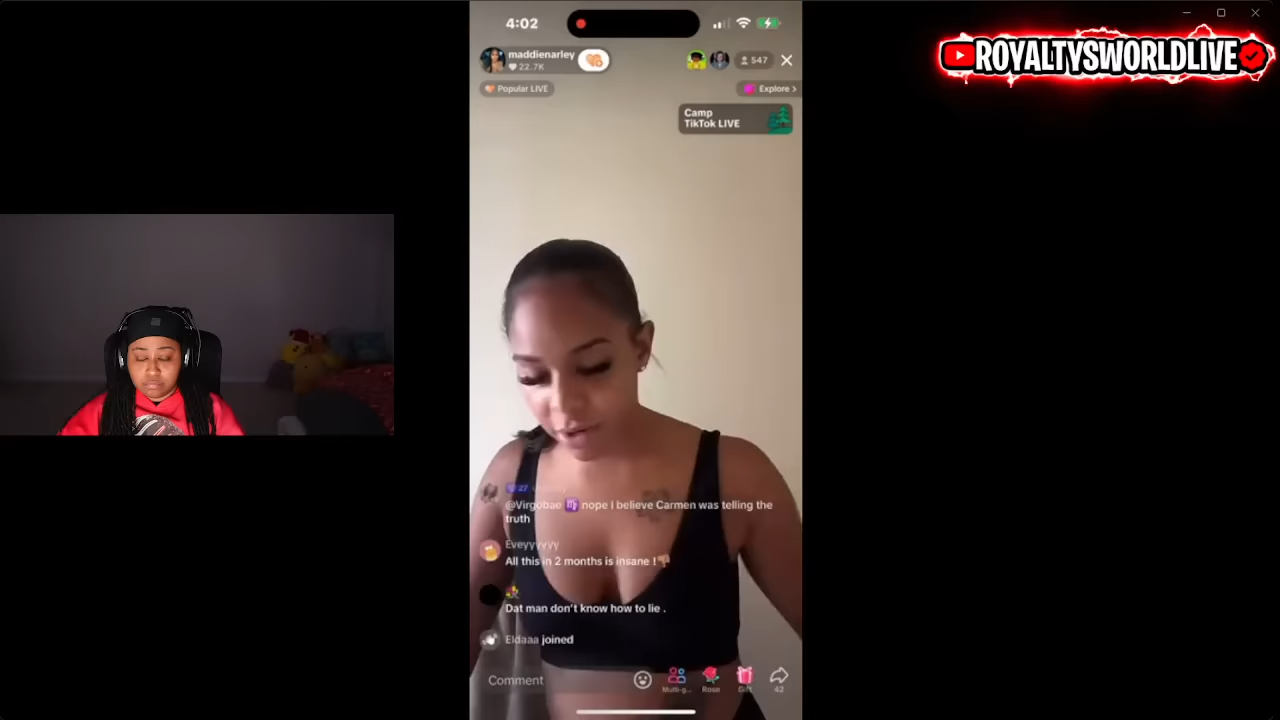 4:02
ROYALTYSWORLDLIVE
maddienarley
22.7K
547
Popular LIVE
Explore >
Camp
TikTok LIVE
27
@Virgobae ♍ nope I believe Carmen was telling the
truth
Eveyyyyyy
All this in 2 months is insane !👎🏽
Dat man don't know how to lie .
Eldaaa joined
Comment
Multi-g...
Rose
Gift
42